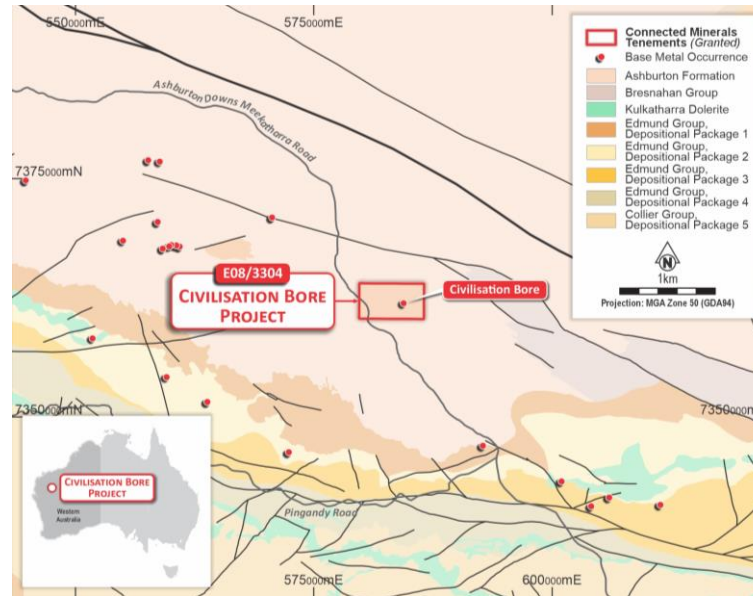 550000mE
575000mE
Connected Minerals
Tenements (Granted)
Base Metal Occurrence
Ashburton Formation
Bresnahan Group
Kulkatharra Dolerite
Edmund Group,
Depositional Package 1
Edmund Group,
Depositional Package 2
Edmund Group,
Depositional Package 3
Edmund Group,
Depositional Package 4
Collier Group,
Depositional Package 5
N
1km
Projection: MGA Zone 50 (GDA94)
Ashburton Downs Meekatharra Road
7375000mN
E08/3304
CIVILISATION BORE
PROJECT
Civilisation Bore
7350000mN
7350000mN
CIVILISATION BORE
PROJECT
Western
Australia
Pingandy Road
575000mE
600000mE